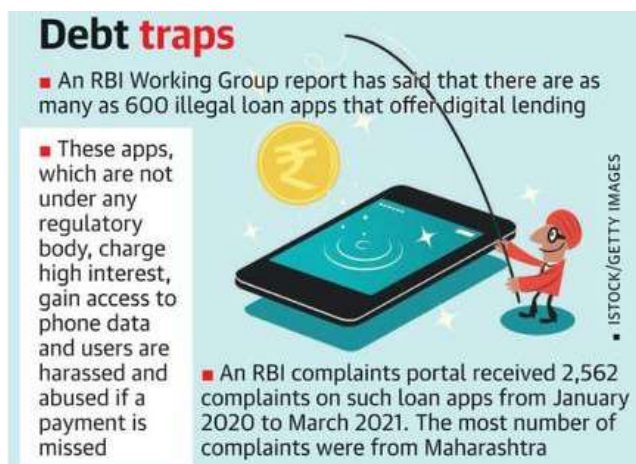 Debt traps
■ An RBI Working Group report has said that there are as
many as 600 illegal loan apps that offer digital lending
■ These apps,
which are not
under any
regulatory
body, charge
high interest,
gain access to
phone data
and users are
harassed and
abused if a
payment is
missed
₹
■ ISTOCK/GETTY IMAGES
■ An RBI complaints portal received 2,562
complaints on such loan apps from January
2020 to March 2021. The most number of
complaints were from Maharashtra